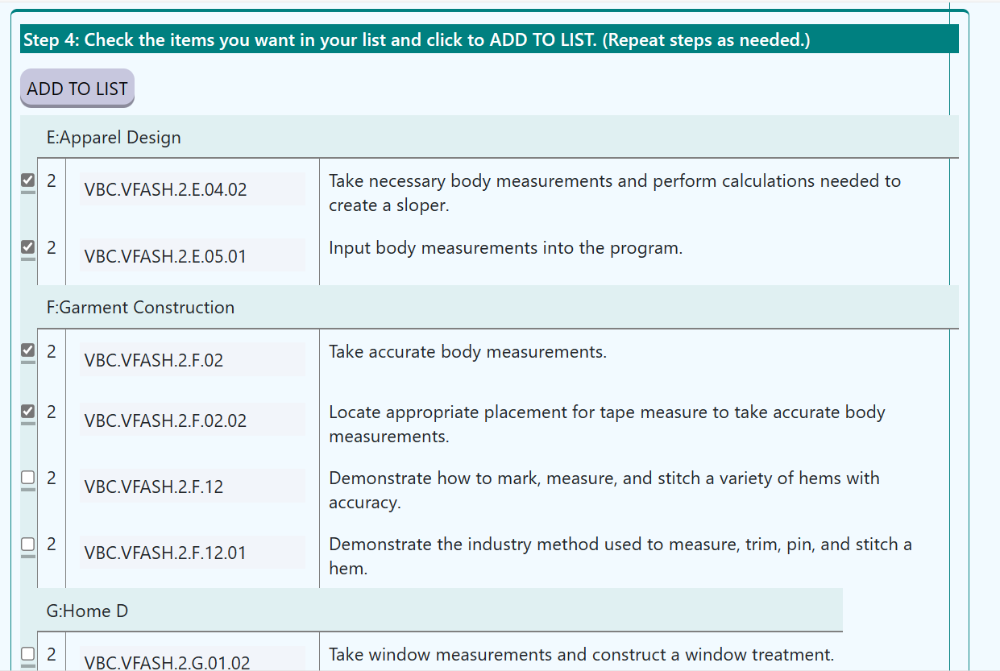 Step 4: Check the items you want in your list and click to ADD TO LIST. (Repeat steps as needed.)
ADD TO LIST
E:Apparel Design
2 VBC.VFASH.2.E.04.02 Take necessary body measurements and perform calculations needed to
create a sloper.
2 VBC.VFASH.2.E.05.01 Input body measurements into the program.
F:Garment Construction
2 VBC.VFASH.2.F.02 Take accurate body measurements.
2 VBC.VFASH.2.F.02.02 Locate appropriate placement for tape measure to take accurate body
measurements.
2 VBC.VFASH.2.F.12 Demonstrate how to mark, measure, and stitch a variety of hems with
accuracy.
2 VBC.VFASH.2.F.12.01 Demonstrate the industry method used to measure, trim, pin, and stitch a
hem.
G:Home D
2 VBC.VFASH.2.G.01.02 Take window measurements and construct a window treatment.